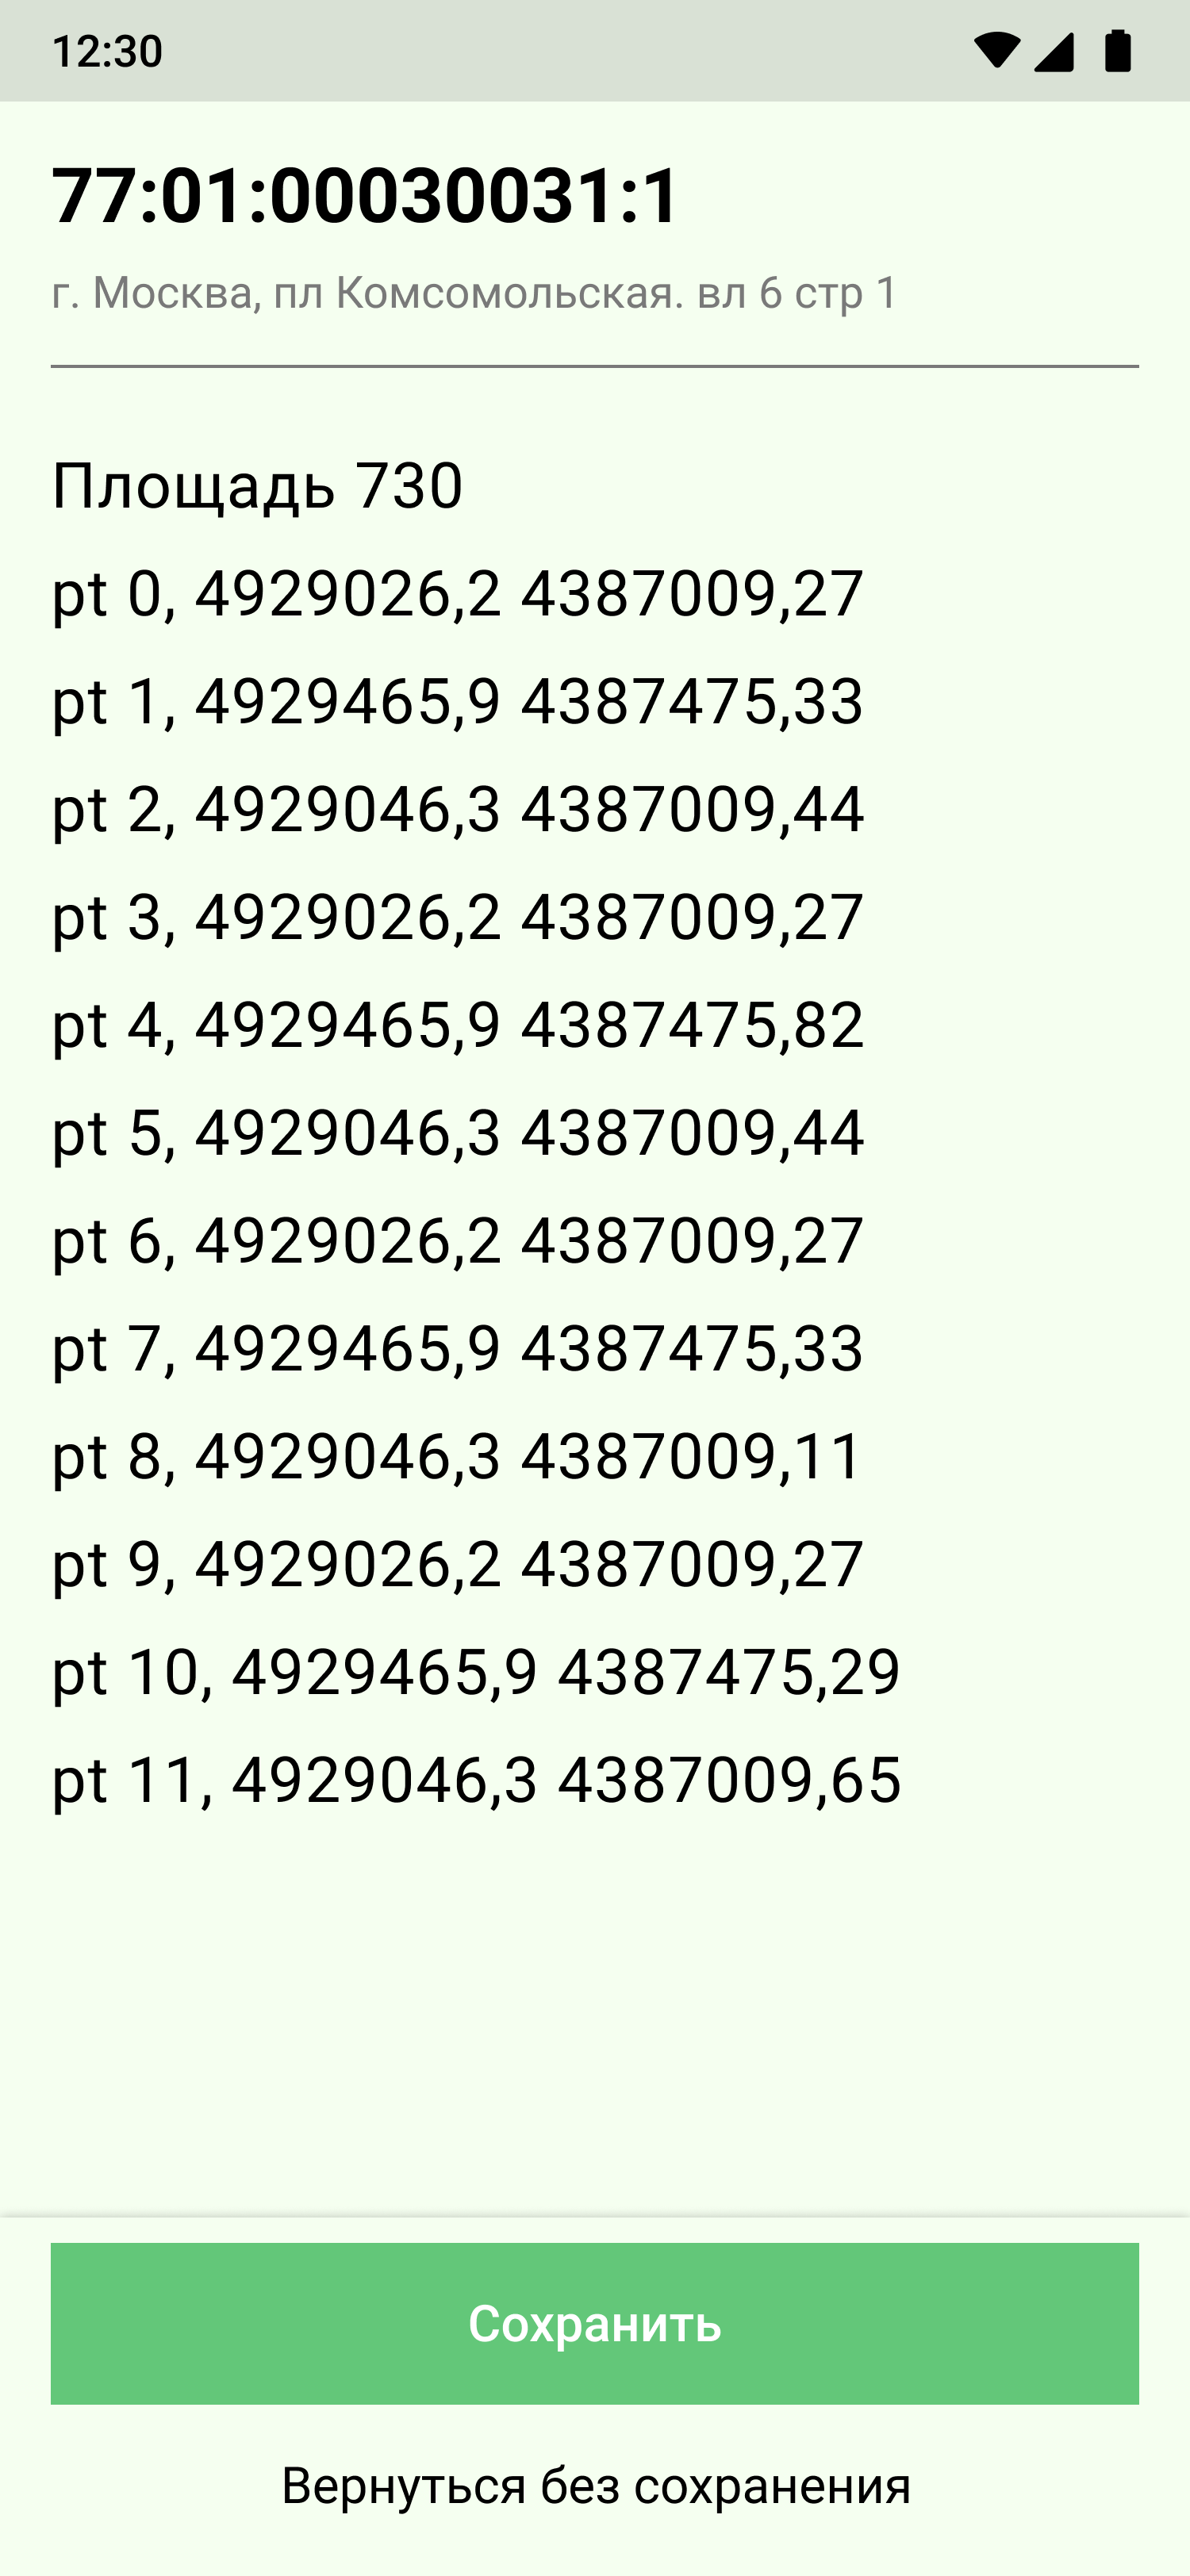 12:30
77:01:00030031:1
г. Москва, пл Комсомольская. вл 6 стр 1
Площадь 730
pt 0, 4929026,2 4387009,27
pt 1, 4929465,9 4387475,33
pt 2, 4929046,3 4387009,44
pt 3, 4929026,2 4387009,27
pt 4, 4929465,9 4387475,82
pt 5, 4929046,3 4387009,44
pt 6, 4929026,2 4387009,27
pt 7, 4929465,9 4387475,33
pt 8, 4929046,3 4387009,11
pt 9, 4929026,2 4387009,27
pt 10, 4929465,9 4387475,29
pt 11, 4929046,3 4387009,65
Сохранить
Вернуться без сохранения